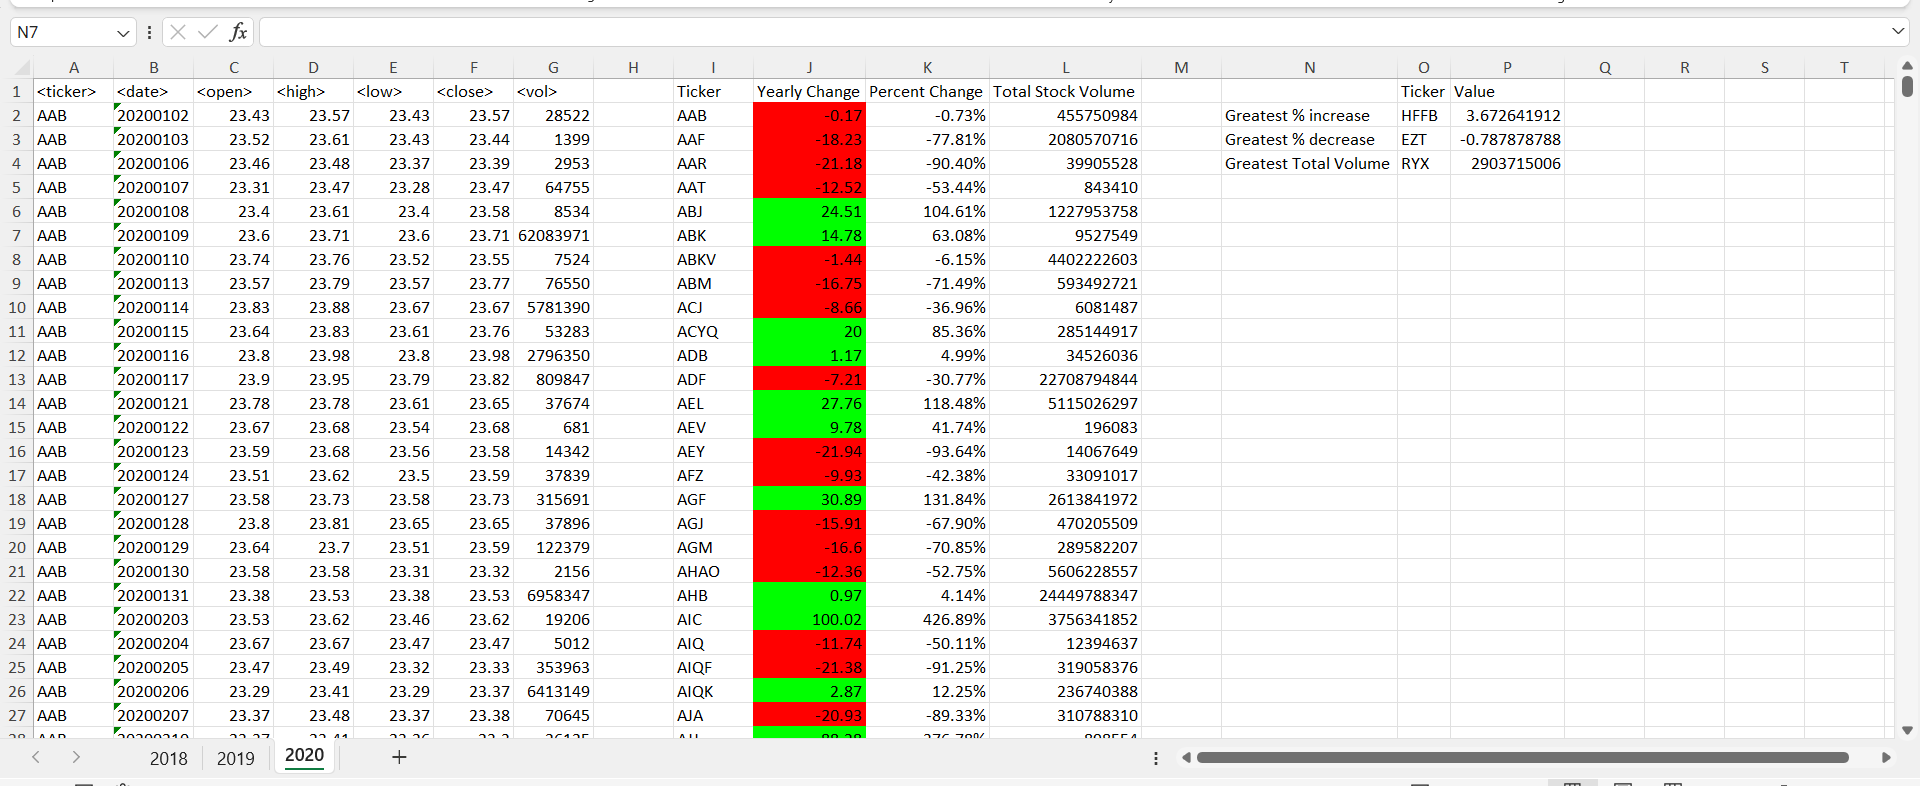 N7 fx
A B C D E F G H I J K L M N O P Q R S T
1 <ticker> <date> <open> <high> <low> <close> <vol> Ticker Yearly Change Percent Change Total Stock Volume Ticker Value
2 AAB 20200102 23.43 23.57 23.43 23.57 28522 AAB -0.17 -0.73% 455750984 Greatest % increase HFFB 3.672641912
3 AAB 20200103 23.52 23.61 23.43 23.44 1399 AAF -18.23 -77.81% 2080570716 Greatest % decrease EZT -0.787878788
4 AAB 20200106 23.46 23.48 23.37 23.39 2953 AAR -21.18 -90.40% 39905528 Greatest Total Volume RYX 2903715006
5 AAB 20200107 23.31 23.47 23.28 23.47 64755 AAT -12.52 -53.44% 843410
6 AAB 20200108 23.4 23.61 23.4 23.58 8534 ABJ 24.51 104.61% 1227953758
7 AAB 20200109 23.6 23.71 23.6 23.71 62083971 ABK 14.78 63.08% 9527549
8 AAB 20200110 23.74 23.76 23.52 23.55 7524 ABKV -1.44 -6.15% 4402222603
9 AAB 20200113 23.57 23.79 23.57 23.77 76550 ABM -16.75 -71.49% 593492721
10 AAB 20200114 23.83 23.88 23.67 23.67 5781390 ACJ -8.66 -36.96% 6081487
11 AAB 20200115 23.64 23.83 23.61 23.76 53283 ACYQ 20 85.36% 285144917
12 AAB 20200116 23.8 23.98 23.8 23.98 2796350 ADB 1.17 4.99% 34526036
13 AAB 20200117 23.9 23.95 23.79 23.82 809847 ADF -7.21 -30.77% 22708794844
14 AAB 20200121 23.78 23.78 23.61 23.65 37674 AEL 27.76 118.48% 5115026297
15 AAB 20200122 23.67 23.68 23.54 23.68 681 AEV 9.78 41.74% 196083
16 AAB 20200123 23.59 23.68 23.56 23.58 14342 AEY -21.94 -93.64% 14067649
17 AAB 20200124 23.51 23.62 23.5 23.59 37839 AFZ -9.93 -42.38% 33091017
18 AAB 20200127 23.58 23.73 23.58 23.73 315691 AGF 30.89 131.84% 2613841972
19 AAB 20200128 23.8 23.81 23.65 23.65 37896 AGJ -15.91 -67.90% 470205509
20 AAB 20200129 23.64 23.7 23.51 23.59 122379 AGM -16.6 -70.85% 289582207
21 AAB 20200130 23.58 23.58 23.31 23.32 2156 AHAO -12.36 -52.75% 5606228557
22 AAB 20200131 23.38 23.53 23.38 23.53 6958347 AHB 0.97 4.14% 24449788347
23 AAB 20200203 23.53 23.62 23.46 23.62 19206 AIC 100.02 426.89% 3756341852
24 AAB 20200204 23.67 23.67 23.47 23.47 5012 AIQ -11.74 -50.11% 12394637
25 AAB 20200205 23.47 23.49 23.32 23.33 353963 AIQF -21.38 -91.25% 319058376
26 AAB 20200206 23.29 23.41 23.29 23.37 6413149 AIQK 2.87 12.25% 236740388
27 AAB 20200207 23.37 23.48 23.37 23.38 70645 AJA -20.93 -89.33% 310788310
2018 2019 2020